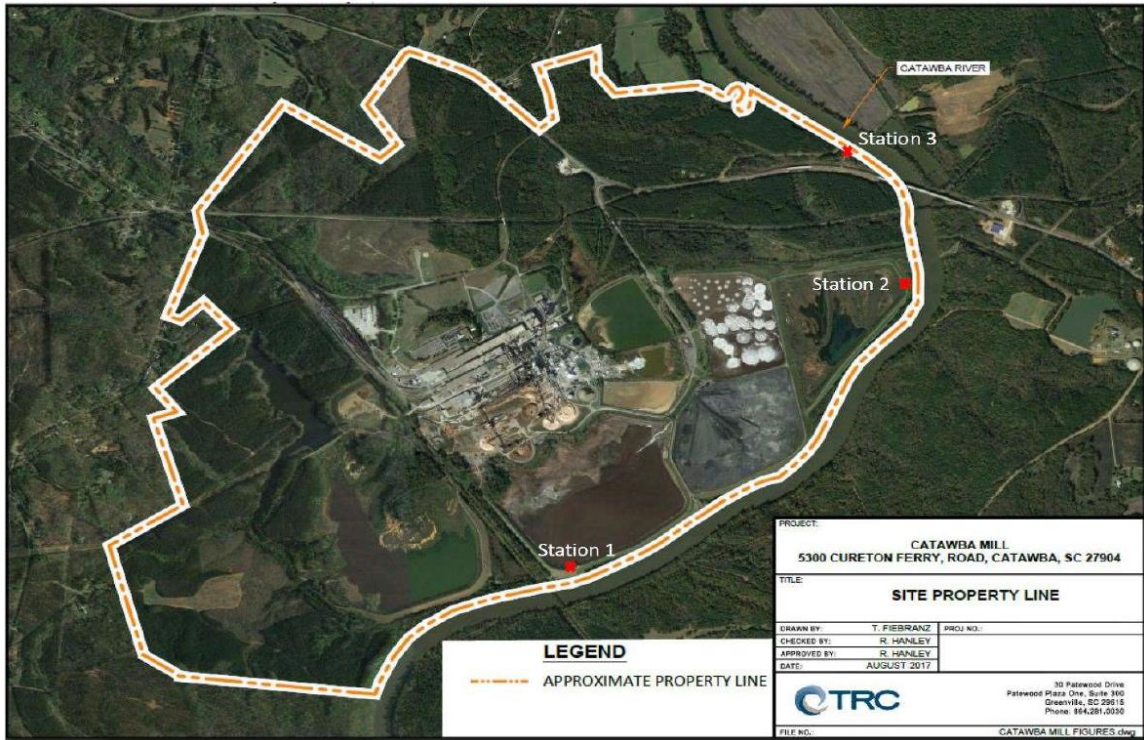 CATAWBA RIVER
Station 3
Station 2
Station 1
LEGEND
APPROXIMATE PROPERTY LINE
PROJECT:
CATAWBA MILL
5300 CURETON FERRY, ROAD, CATAWBA, SC 27904
TITLE:
SITE PROPERTY LINE
DRAWN BY: T. FIEBRANZ PROJ NO.:
CHECKED BY: R. HANLEY
APPROVED BY: R. HANLEY
DATE: AUGUST 2017
TRC
30 Patewood Drive
Patewood Plaza One, Suite 300
Greenville, SC 29615
Phone: 864.281.0030
FILE NO.: CATAWBA MILL FIGURES.dwg